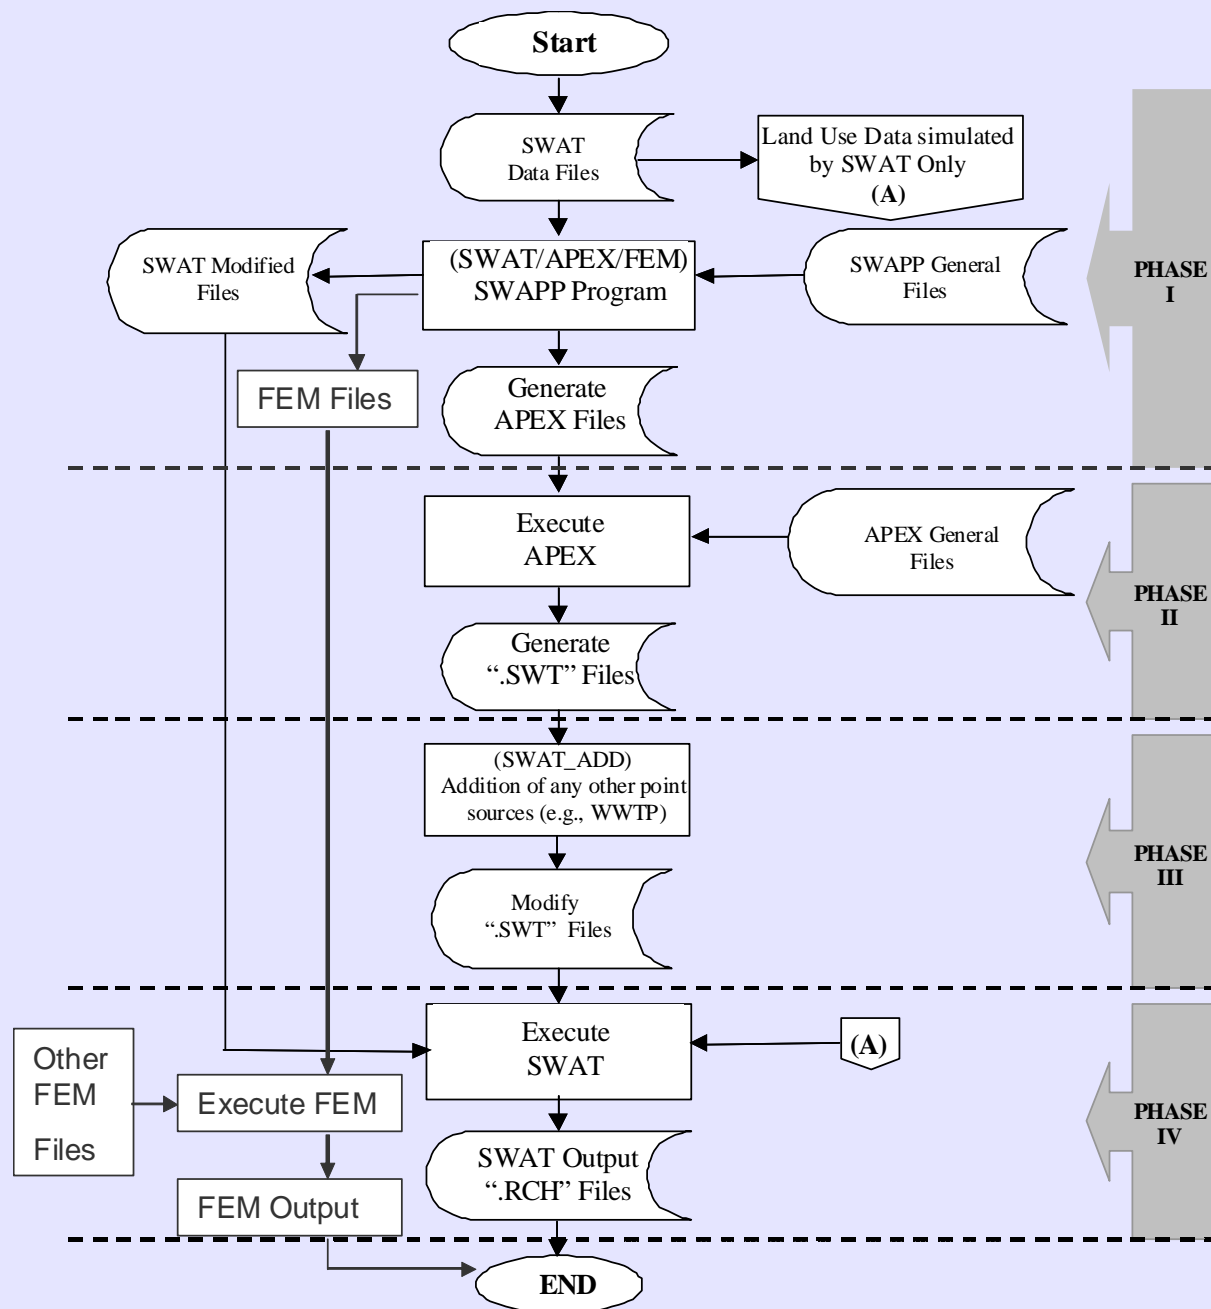 Start
SWAT
Data Files
Land Use Data simulated
by SWAT Only
(A)
SWAT Modified
Files
(SWAT/APEX/FEM)
SWAPP Program
SWAPP General
Files
PHASE
I
FEM Files
Generate
APEX Files
Execute
APEX
APEX General
Files
PHASE
II
Generate
“.SWT” Files
(SWAT_ADD)
Addition of any other point
sources (e.g., WWTP)
PHASE
III
Modify
“.SWT” Files
Execute
SWAT
(A)
Other
FEM
Files
Execute FEM
PHASE
IV
SWAT Output
“.RCH” Files
FEM Output
END